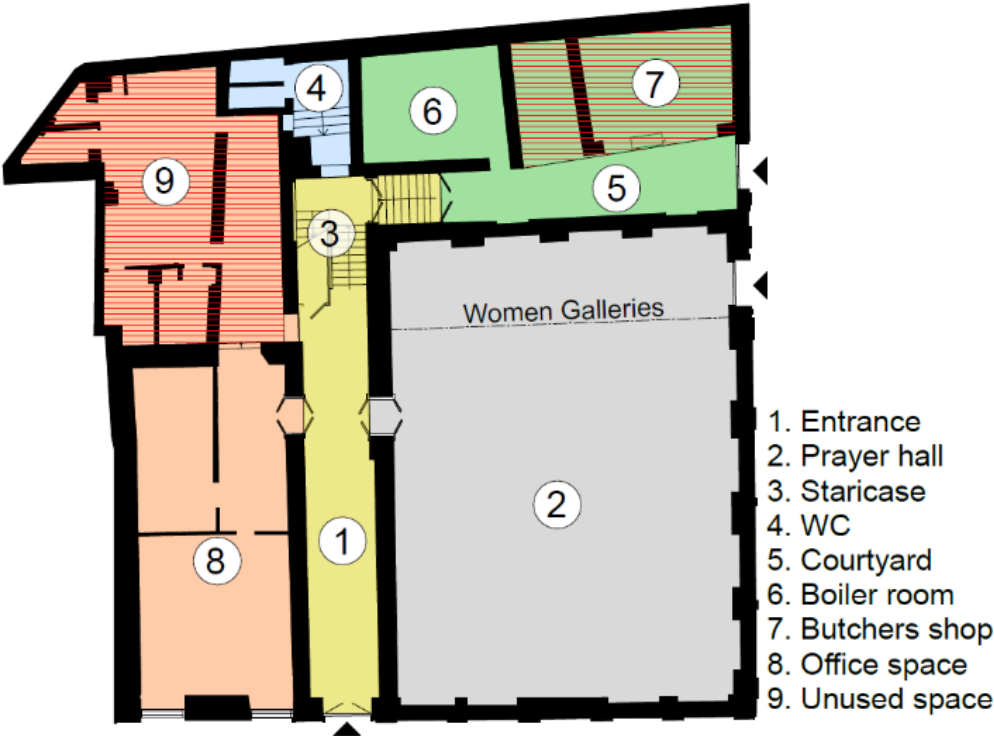 4
7
6
9
5
3
Women Galleries
1. Entrance
2. Prayer hall
3. Staricase
2
4. WC
1
5. Courtyard
8
6. Boiler room
7. Butchers shop
8. Office space
9. Unused space